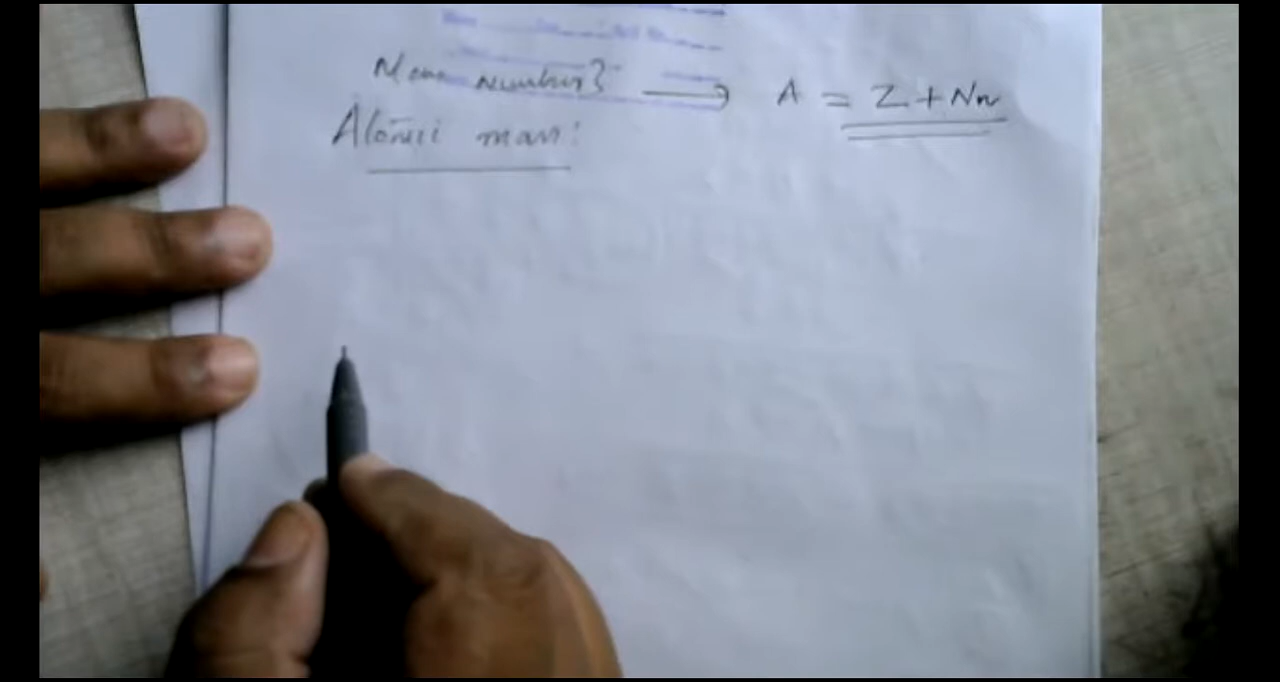 Mass Number} → A = Z + Nn
Atomic mass: